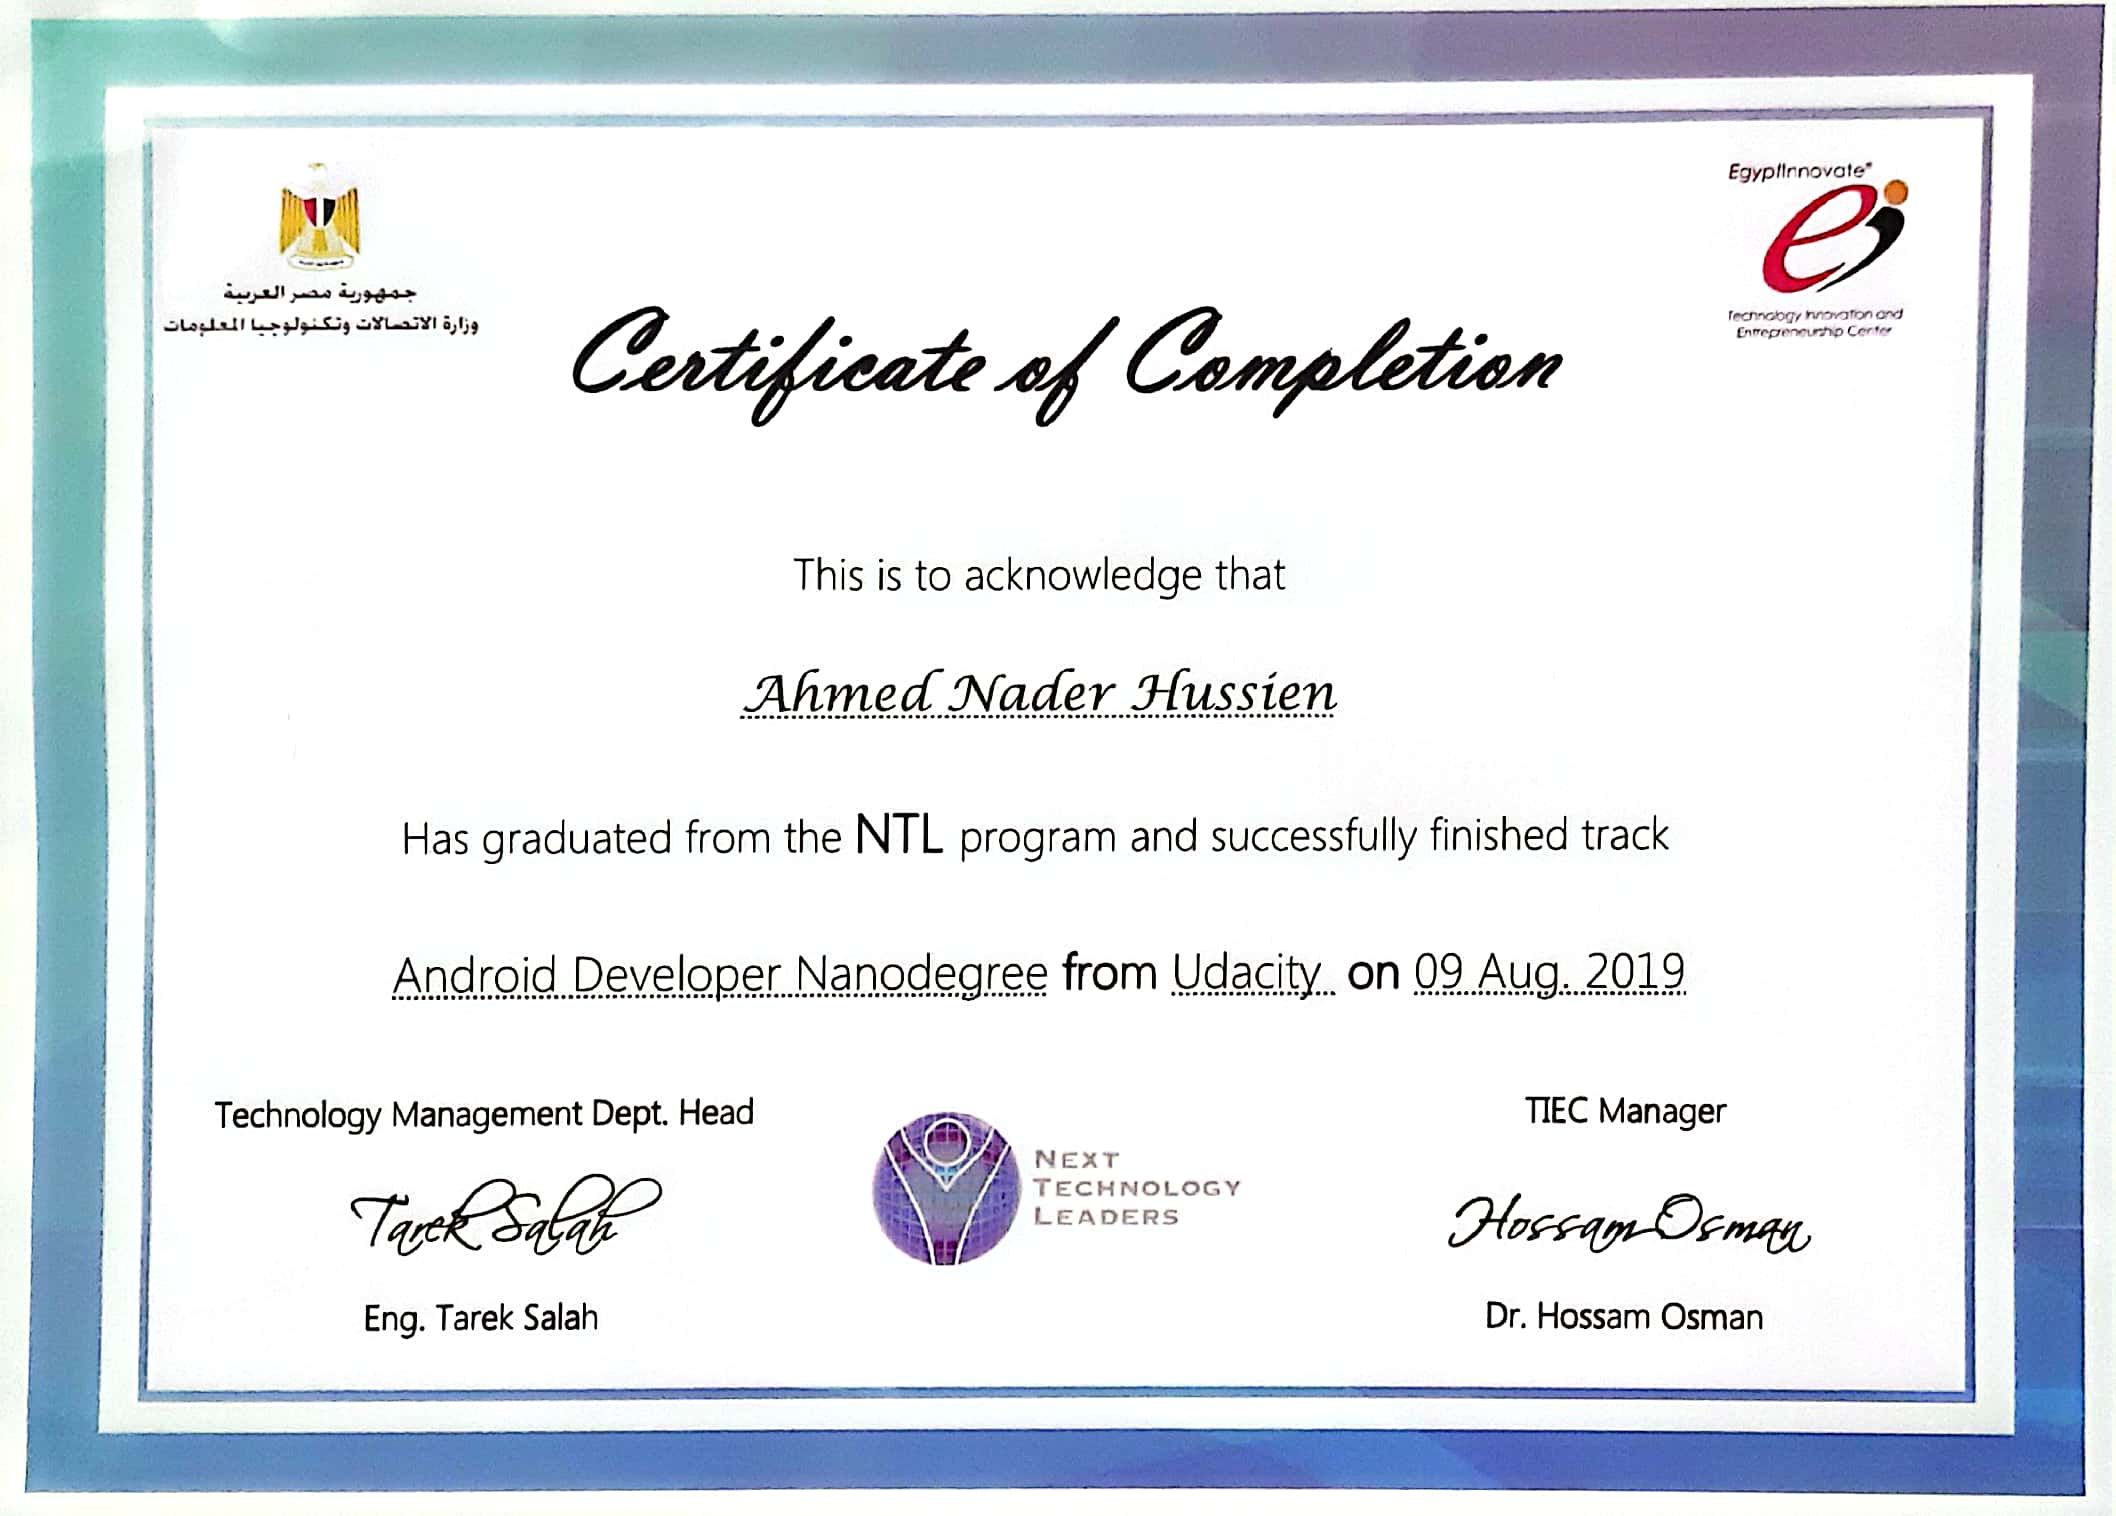 جمهورية مصر العربية
وزارة الاتصالات وتكنولوجيا المعلومات
EgyptInnovate®
Technology Innovation and
Entrepreneurship Center
Certificate of Completion
This is to acknowledge that
Ahmed Nader Hussien
Has graduated from the NTL program and successfully finished track
Android Developer Nanodegree from Udacity on 09 Aug. 2019
Technology Management Dept. Head
Tarek Salah
Eng. Tarek Salah
NEXT
TECHNOLOGY
LEADERS
TIEC Manager
Hossam Osman
Dr. Hossam Osman